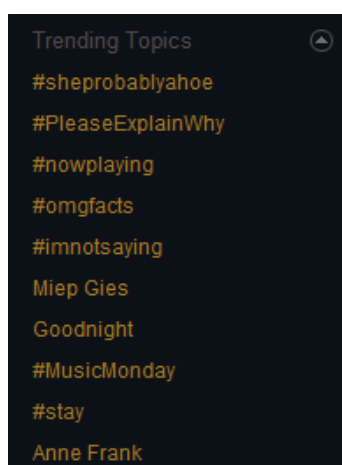 Trending Topics
#sheprobablyahoe
#PleaseExplainWhy
#nowplaying
#omgfacts
#imnotsaying
Miep Gies
Goodnight
#MusicMonday
#stay
Anne Frank